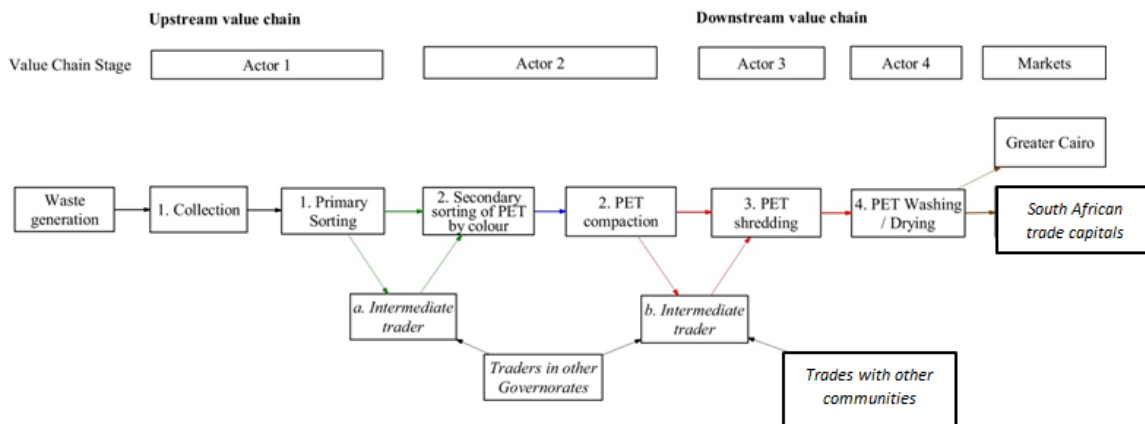 Upstream value chain
Downstream value chain
Value Chain Stage
Actor 1
Actor 2
Actor 3
Actor 4
Markets
Greater Cairo
Waste
generation
1. Collection
1. Primary
Sorting
2. Secondary
sorting of PET
by colour
2. PET
compaction
3. PET
shredding
4. PET Washing
/ Drying
South African
trade capitals
a. Intermediate
trader
b. Intermediate
trader
Traders in other
Governorates
Trades with other
communities